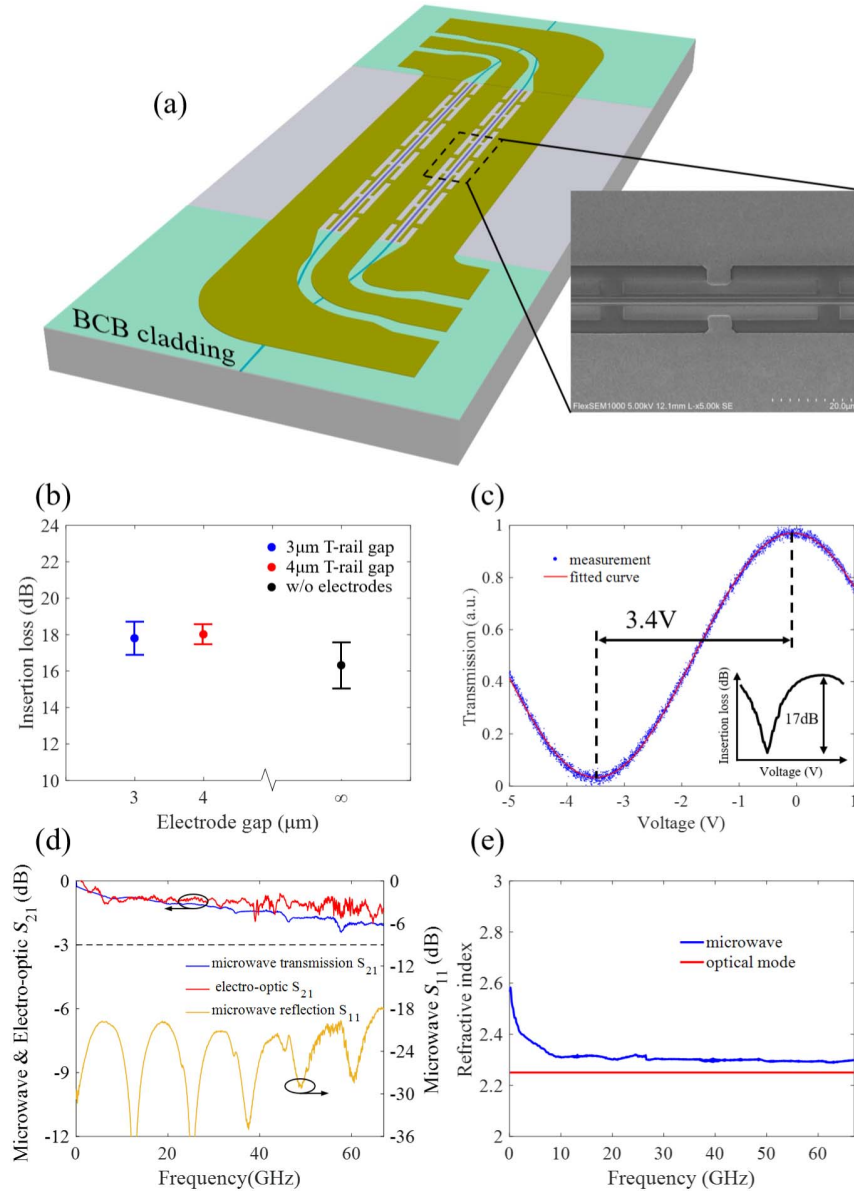 (a)
BCB cladding
FlexSEM1000 5.00kV 12.1mm L-x5.00k SE
20.0μm
(b)
24
22
20
18
16
14
12
10
Insertion loss (dB)
3μm T-rail gap
4μm T-rail gap
w/o electrodes
3
4
∞
Electrode gap (μm)
(c)
1
0.8
0.6
0.4
0.2
0
Transmission (a.u.)
measurement
fitted curve
3.4V
Insertion loss (dB)
17dB
Voltage (V)
-5
-4
-3
-2
-1
0
1
Voltage (V)
(d)
0
-3
-6
-9
-12
Microwave & Electro-optic S21 (dB)
microwave transmission S21
electro-optic S21
microwave reflection S11
0
-6
-12
-18
-24
-30
-36
Microwave S11 (dB)
0
20
40
60
Frequency(GHz)
(e)
3
2.8
2.6
2.4
2.2
2
Refractive index
microwave
optical mode
0
10
20
30
40
50
60
Frequency (GHz)